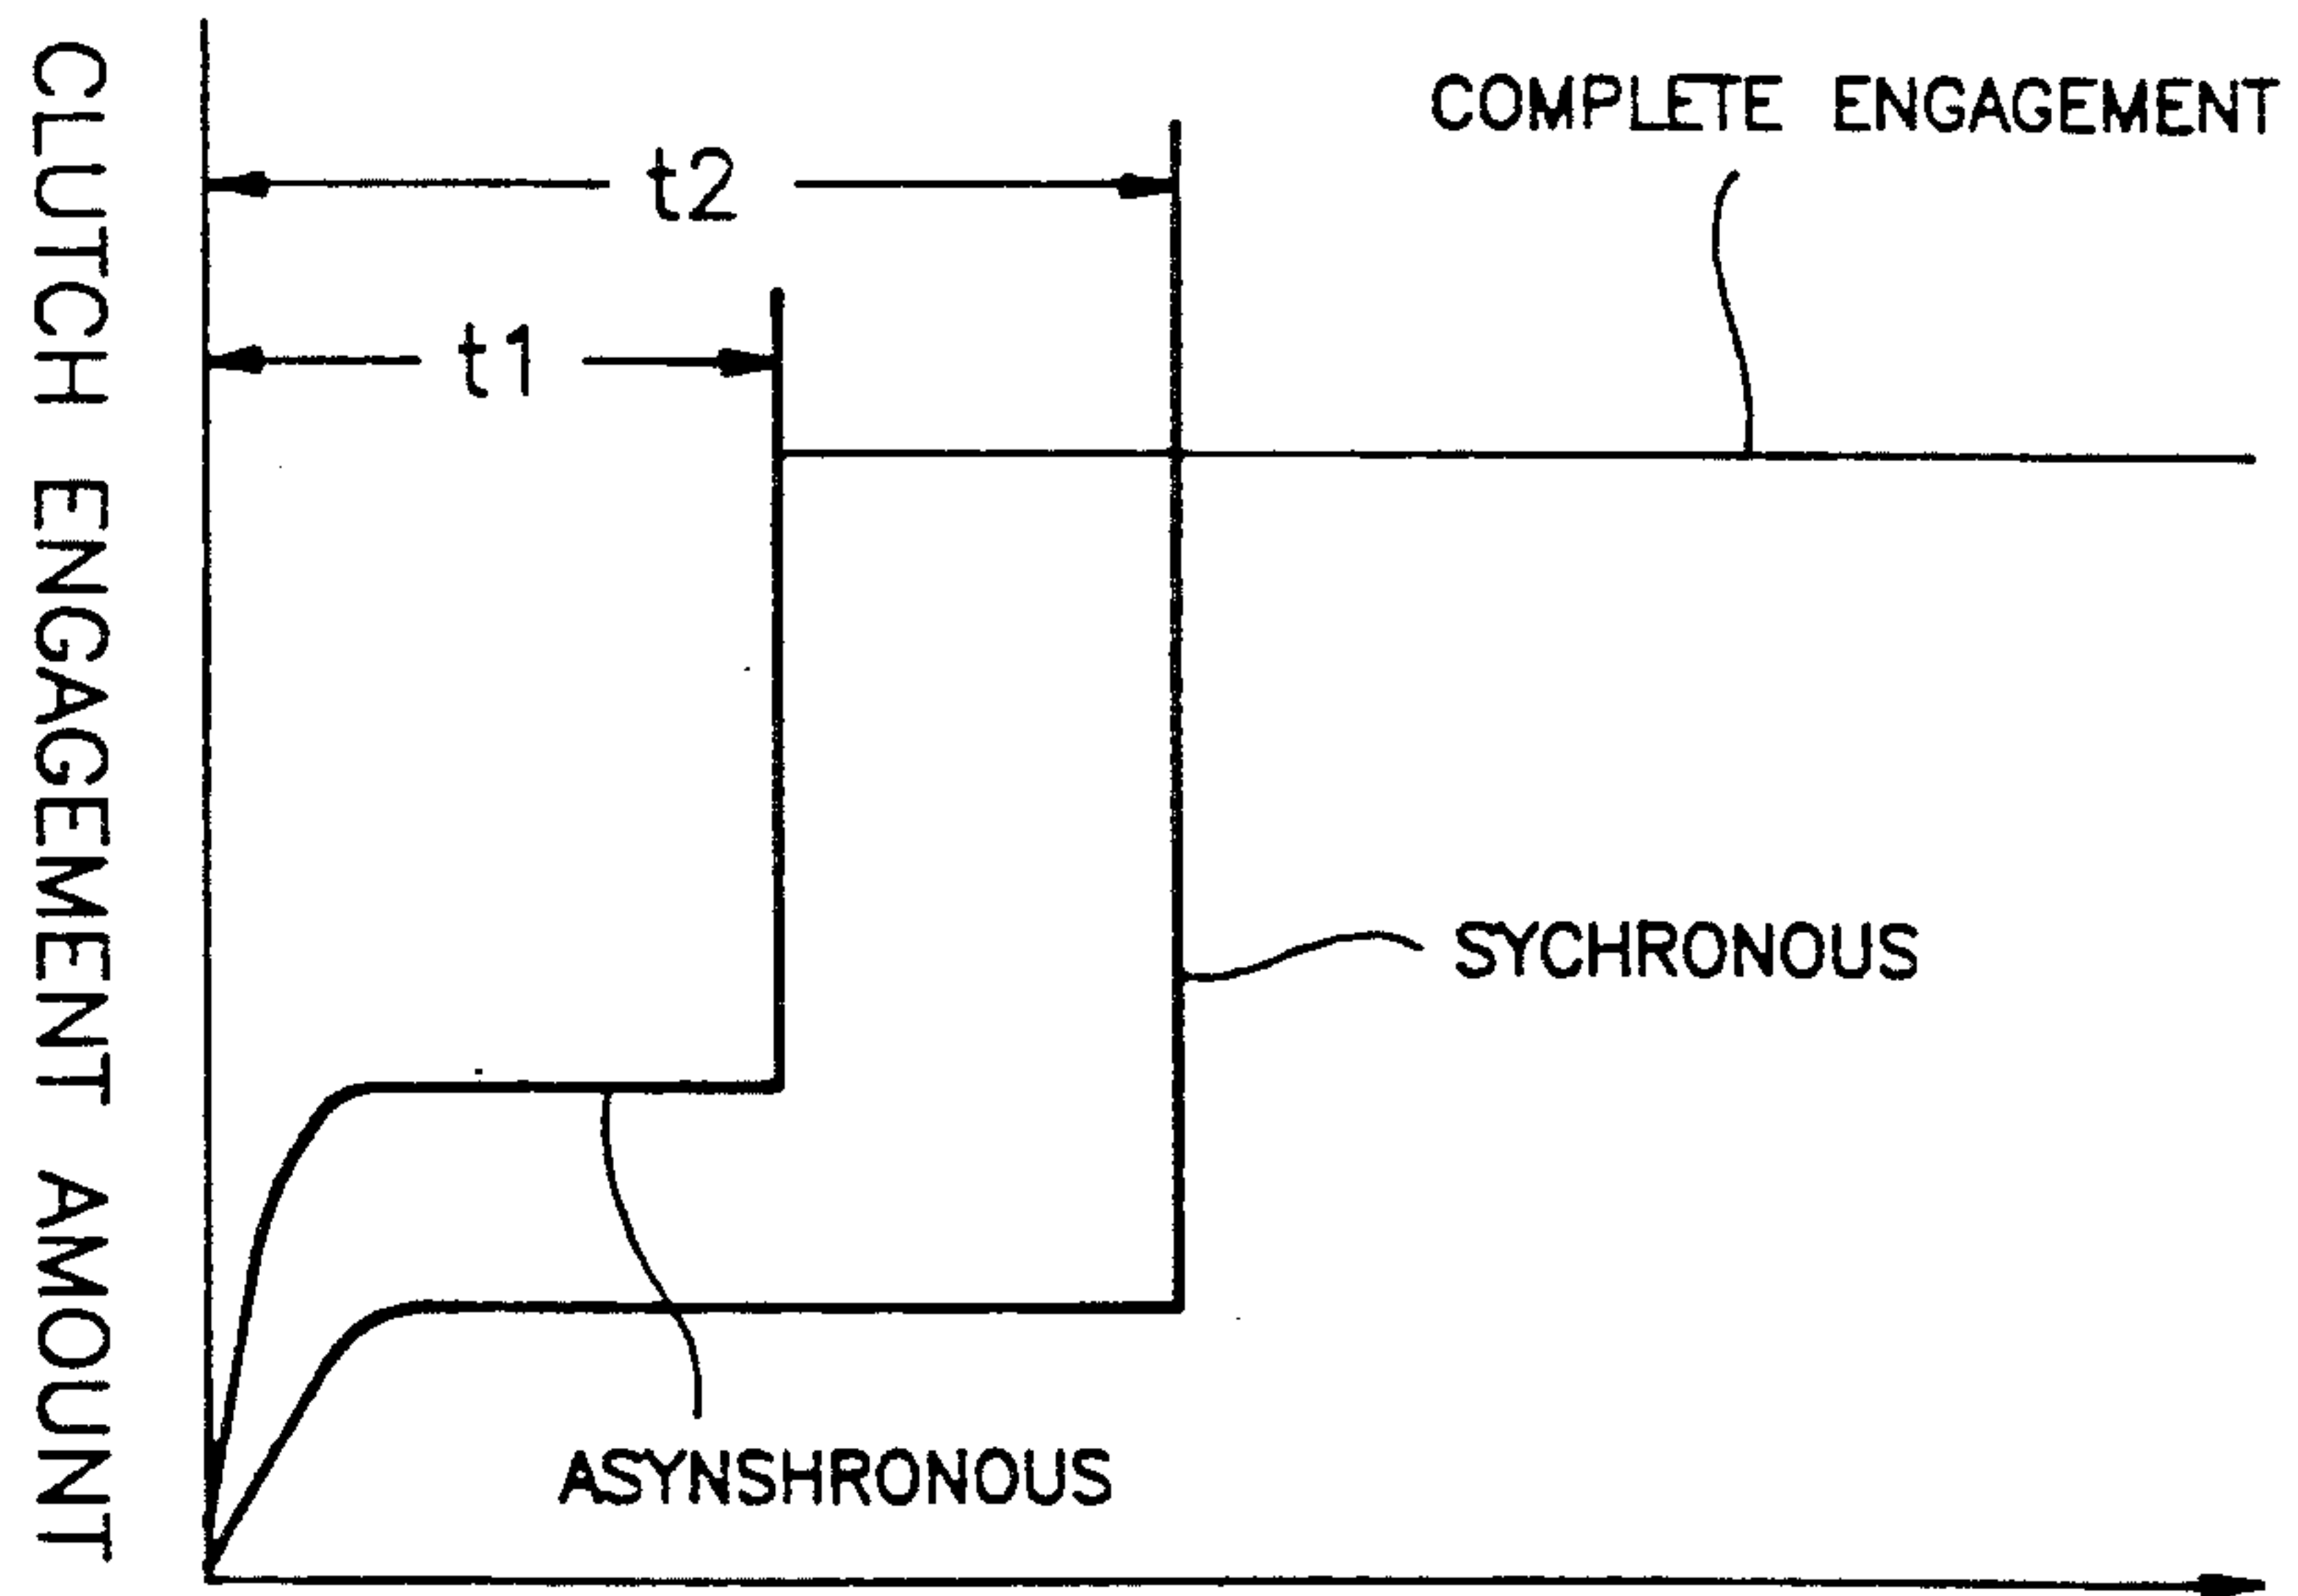 CLUTCH ENGAGEMENT AMOUNT
COMPLETE ENGAGEMENT
t2
t1
SYCHRONOUS
ASYNSHRONOUS